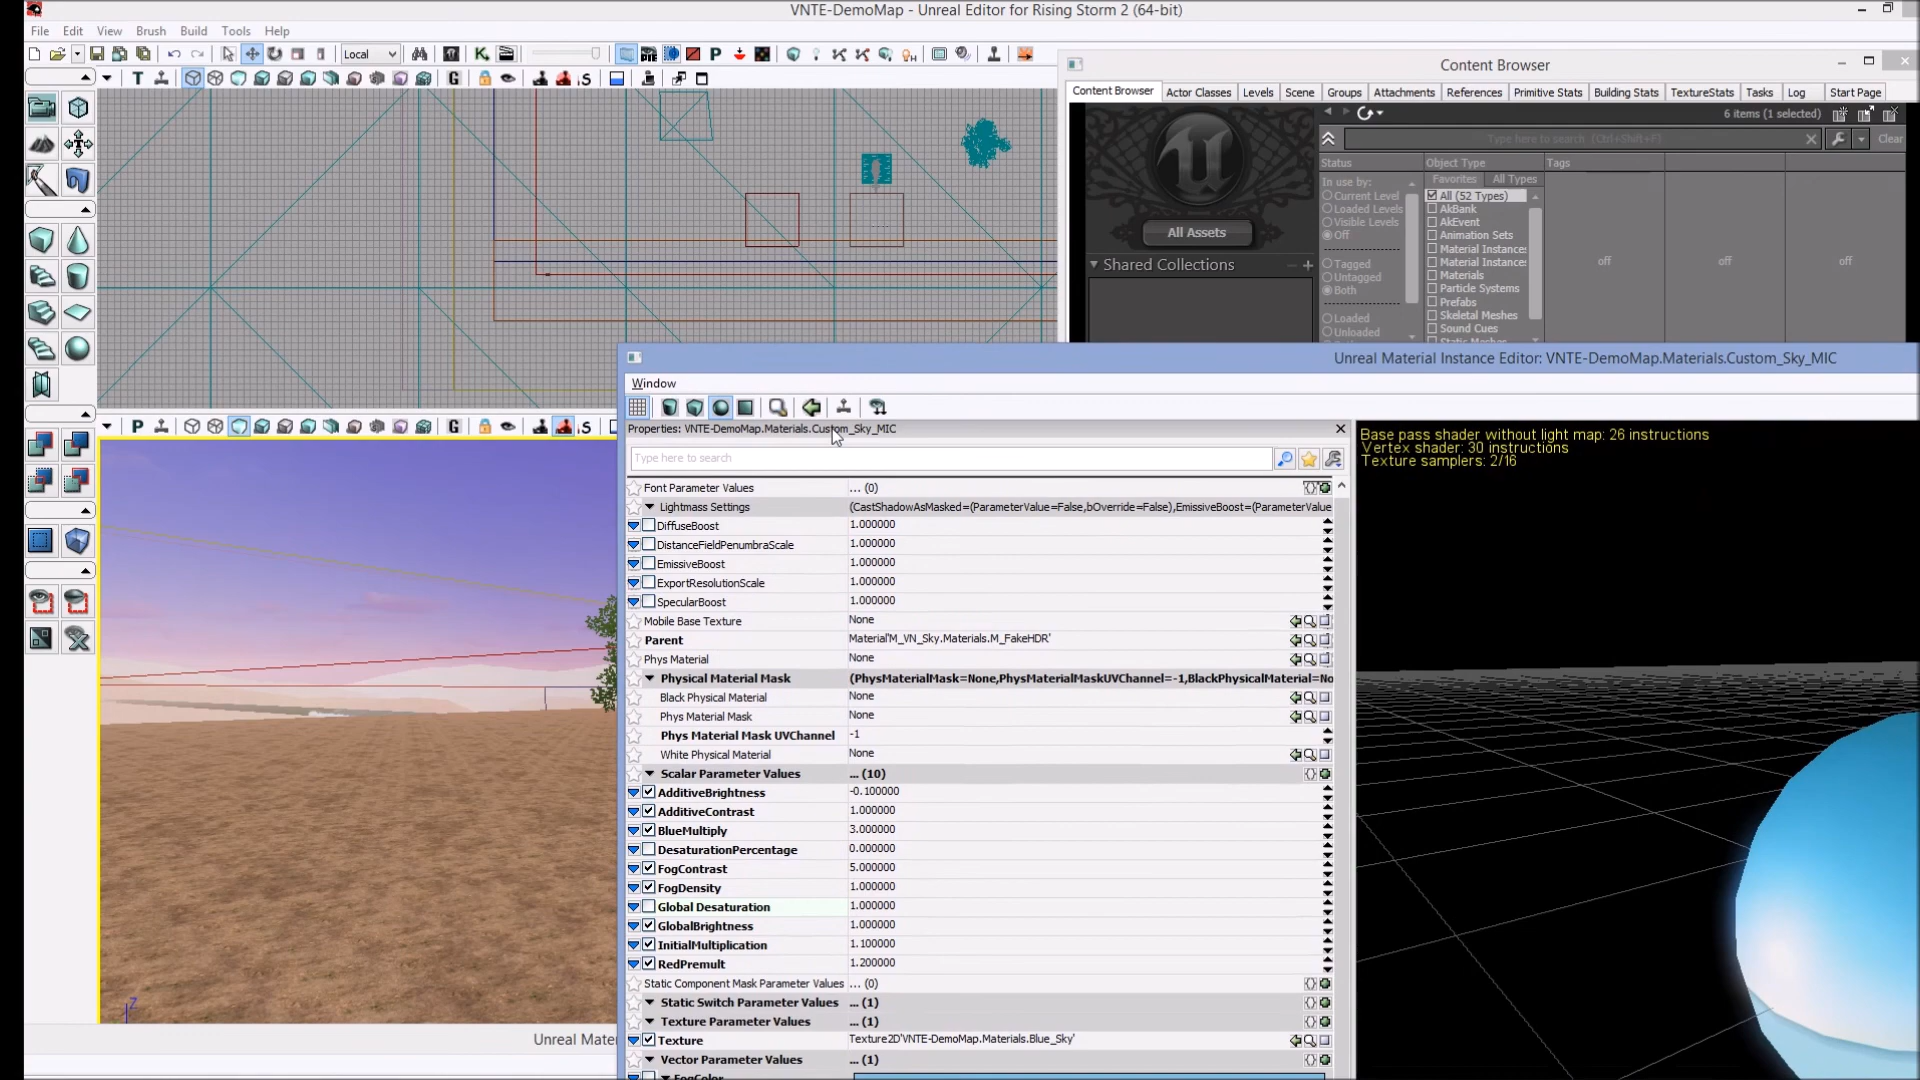 VNTE-DemoMap - Unreal Editor for Rising Storm 2 (64-bit)
File Edit View Brush Build Tools Help
Local
Content Browser
Content Browser Actor Classes Levels Scene Groups Attachments References Primitive Stats Building Stats TextureStats Tasks Log Start Page
6 items (1 selected)
Type here to search (Ctrl+Shift+F)
Clear
Status Object Type Tags
In use by: Favorites All Types
Current Level All (52 Types)
Loaded Levels AkBank
Visible Levels AkEvent
Off Animation Sets
Material Instances
Tagged Material Instances off off off
Untagged Materials
Both Particle Systems
Prefabs
Loaded Skeletal Meshes
Unloaded Sound Cues
All Assets
Shared Collections
Unreal Material Instance Editor: VNTE-DemoMap.Materials.Custom_Sky_MIC
Window
Properties: VNTE-DemoMap.Materials.Custom_Sky_MIC
Type here to search
Font Parameter Values ... (0)
Lightmass Settings (CastShadowAsMasked=(ParameterValue=False,bOverride=False),EmissiveBoost=(ParameterValue
DiffuseBoost 1.000000
DistanceFieldPenumbraScale 1.000000
EmissiveBoost 1.000000
ExportResolutionScale 1.000000
SpecularBoost 1.000000
Mobile Base Texture None
Parent Material'M_VN_Sky.Materials.M_FakeHDR'
Phys Material None
Physical Material Mask (PhysMaterialMask=None,PhysMaterialMaskUVChannel=-1,BlackPhysicalMaterial=No
Black Physical Material None
Phys Material Mask None
Phys Material Mask UVChannel -1
White Physical Material None
Scalar Parameter Values ... (10)
AdditiveBrightness -0.100000
AdditiveContrast 1.000000
BlueMultiply 3.000000
DesaturationPercentage 0.000000
FogContrast 5.000000
FogDensity 1.000000
Global Desaturation 1.000000
GlobalBrightness 1.000000
InitialMultiplication 1.100000
RedPremult 1.200000
Static Component Mask Parameter Values ... (0)
Static Switch Parameter Values ... (1)
Texture Parameter Values ... (1)
Texture Texture2D'VNTE-DemoMap.Materials.Blue_Sky'
Vector Parameter Values ... (1)
FogColor
Base pass shader without light map: 26 instructions
Vertex shader: 30 instructions
Texture samplers: 2/16
Z
Unreal Mate